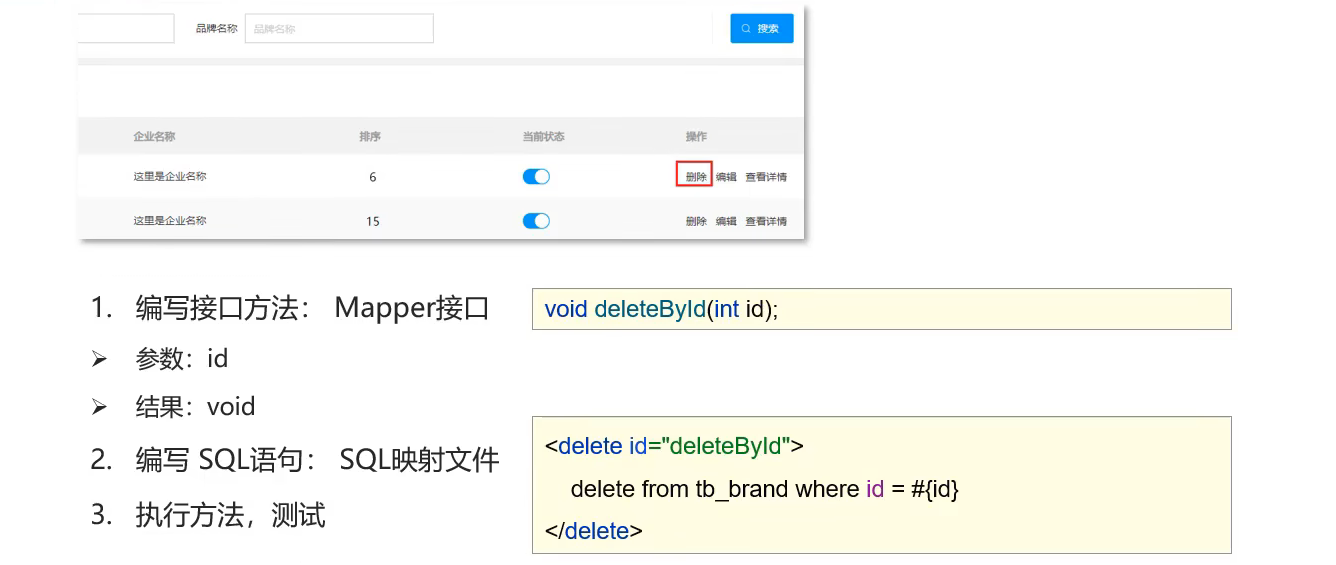 品牌名称 品牌名称 搜索
企业名称 排序 当前状态 操作
这里是企业名称 6 删除 编辑 查看详情
这里是企业名称 15 删除 编辑 查看详情
1. 编写接口方法： Mapper接口
void deleteById(int id);
➢ 参数：id
➢ 结果：void
2. 编写 SQL语句： SQL映射文件
3. 执行方法，测试
<delete id="deleteById">
delete from tb_brand where id = #{id}
</delete>